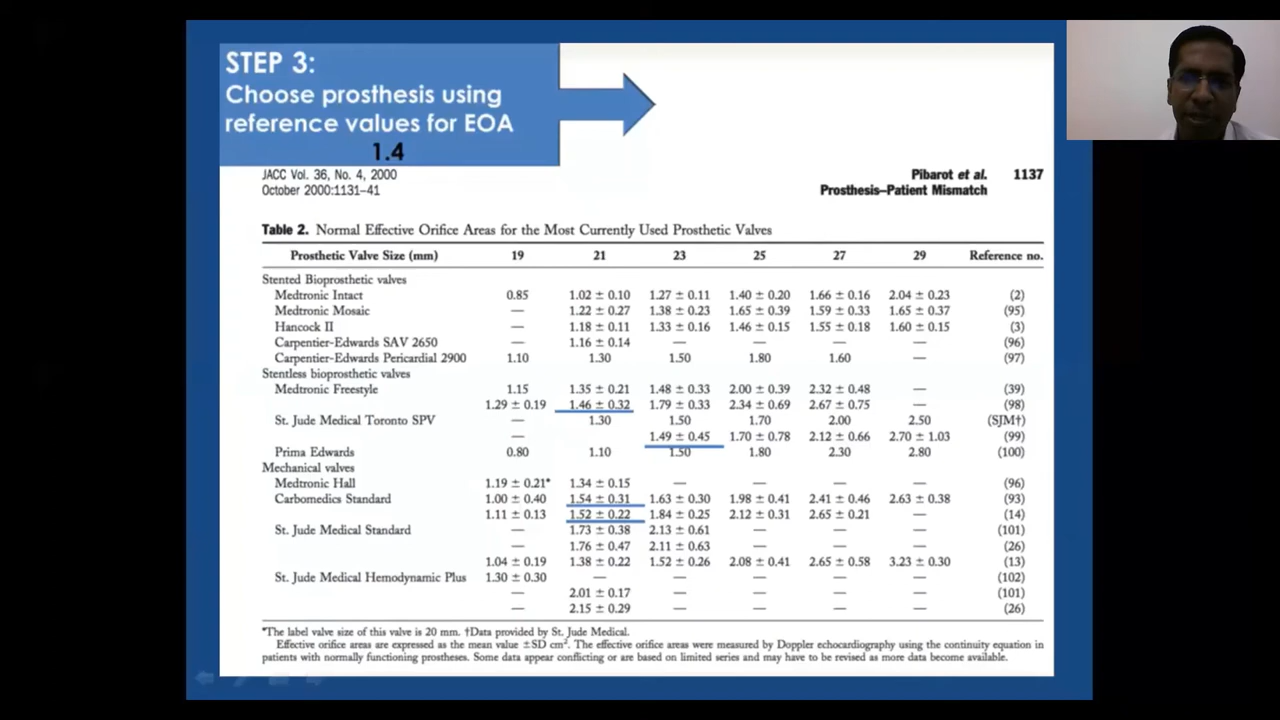 STEP 3:
Choose prosthesis using
reference values for EOA
1.4
JACC Vol. 36, No. 4, 2000
October 2000:1131–41
Pibarot et al. 1137
Prosthesis–Patient Mismatch
Table 2. Normal Effective Orifice Areas for the Most Currently Used Prosthetic Valves
Prosthetic Valve Size (mm) 19 21 23 25 27 29 Reference no.
Stented Bioprosthetic valves
Medtronic Intact 0.85 1.02 ± 0.10 1.27 ± 0.11 1.40 ± 0.20 1.66 ± 0.16 2.04 ± 0.23 (2)
Medtronic Mosaic — 1.22 ± 0.27 1.38 ± 0.23 1.65 ± 0.39 1.59 ± 0.33 1.65 ± 0.37 (95)
Hancock II — 1.18 ± 0.11 1.33 ± 0.16 1.46 ± 0.15 1.55 ± 0.18 1.60 ± 0.15 (3)
Carpentier-Edwards SAV 2650 — 1.16 ± 0.14 — — — — (96)
Carpentier-Edwards Pericardial 2900 1.10 1.30 1.50 1.80 1.60 — (97)
Stentless bioprosthetic valves
Medtronic Freestyle 1.15 1.35 ± 0.21 1.48 ± 0.33 2.00 ± 0.39 2.32 ± 0.48 — (39)
1.29 ± 0.19 1.46 ± 0.32 1.79 ± 0.33 2.34 ± 0.69 2.67 ± 0.75 — (98)
St. Jude Medical Toronto SPV — 1.30 1.50 1.70 2.00 2.50 (SJM†)
— 1.49 ± 0.45 1.70 ± 0.78 2.12 ± 0.66 2.70 ± 1.03 (99)
Prima Edwards 0.80 1.10 1.50 1.80 2.30 2.80 (100)
Mechanical valves
Medtronic Hall 1.19 ± 0.21* 1.34 ± 0.15 — — — — (96)
Carbomedics Standard 1.00 ± 0.40 1.54 ± 0.31 1.63 ± 0.30 1.98 ± 0.41 2.41 ± 0.46 2.63 ± 0.38 (93)
1.11 ± 0.13 1.52 ± 0.22 1.84 ± 0.25 2.12 ± 0.31 2.65 ± 0.21 — (14)
St. Jude Medical Standard — 1.73 ± 0.38 2.13 ± 0.61 — — — (101)
— 1.76 ± 0.47 2.11 ± 0.63 — — — (26)
1.04 ± 0.19 1.38 ± 0.22 1.52 ± 0.26 2.08 ± 0.41 2.65 ± 0.58 3.23 ± 0.30 (13)
St. Jude Medical Hemodynamic Plus 1.30 ± 0.30 — — — — — (102)
— 2.01 ± 0.17 — — — — (101)
— 2.15 ± 0.29 — — — — (26)
*The label valve size of this valve is 20 mm. †Data provided by St. Jude Medical.
Effective orifice areas are expressed as the mean value ±SD cm². The effective orifice areas were measured by Doppler echocardiography using the continuity equation in
patients with normally functioning prostheses. Some data appear conflicting or are based on limited series and may have to be revised as more data become available.